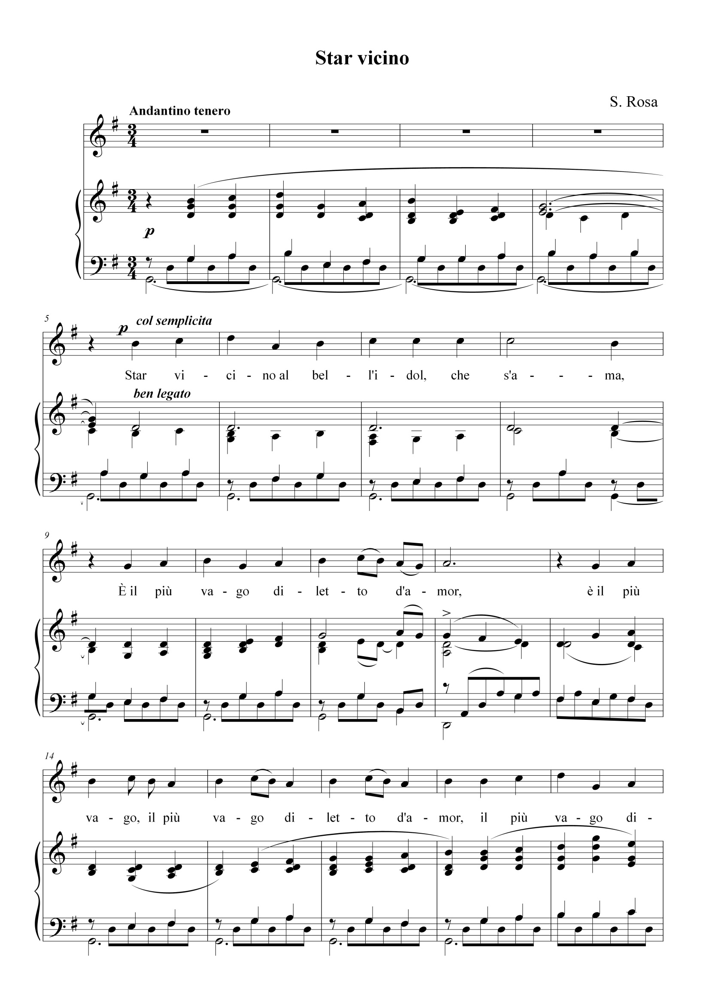 Star vicino
S. Rosa
Andantino tenero
p
5
p col semplicita
Star vi - ci - no al bel - l'i - dol, che s'a - - - ma,
ben legato
9
È il più va - go di - let - to d'a - mor, è il più
14
va - go, il più va - go di - let - to d'a - mor, il più va - go di -